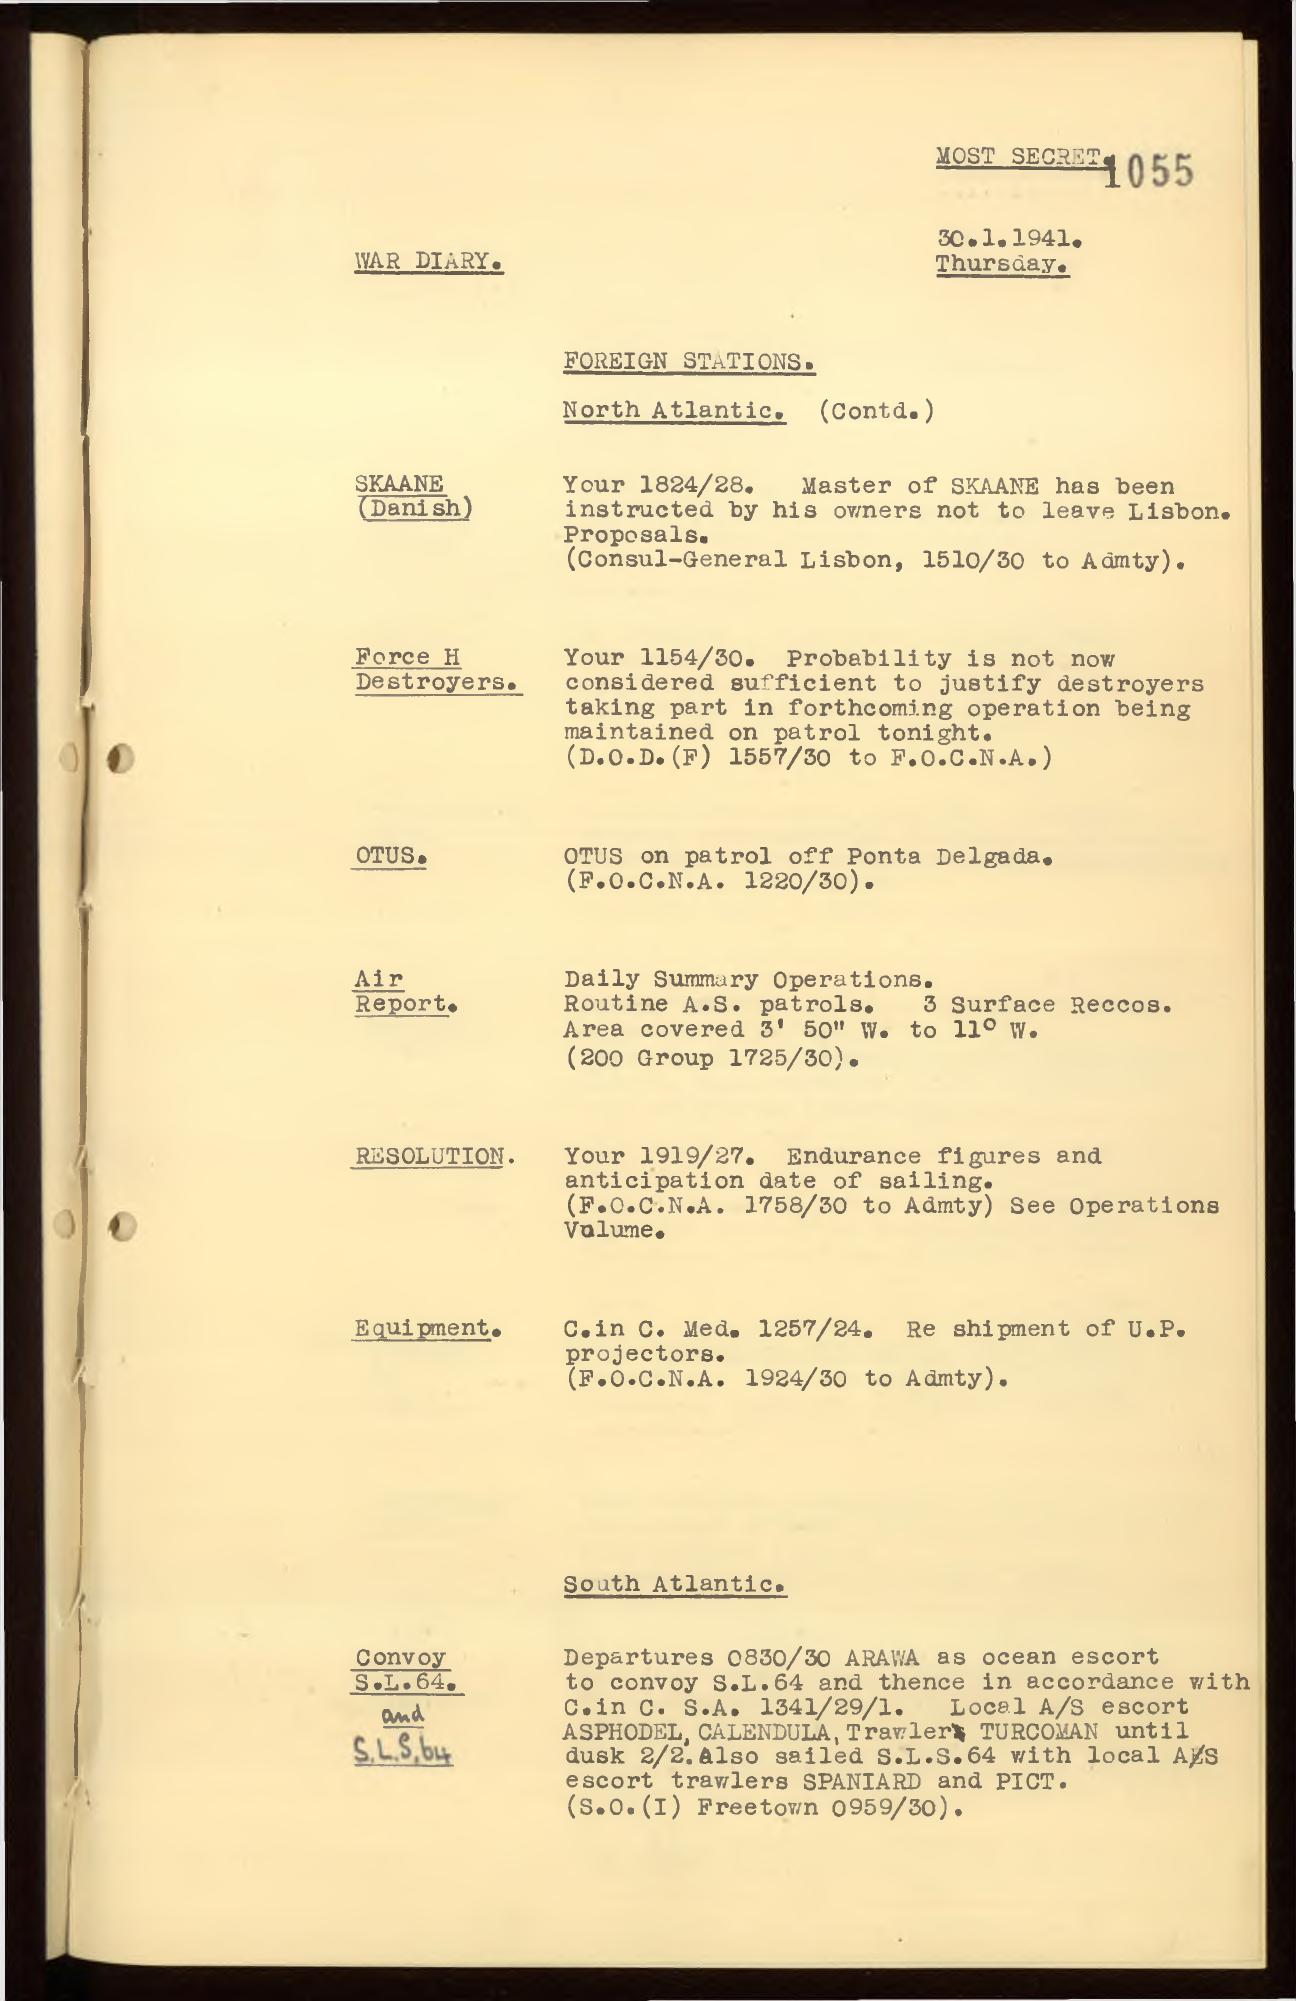 MOST SECRET.
1055
30.1.1941.
WAR DIARY.
Thursday.
FOREIGN STATIONS.
North Atlantic. (Contd.)
SKAANE
(Danish)
Your 1824/28. Master of SKAANE has been
instructed by his owners not to leave Lisbon.
Proposals.
(Consul-General Lisbon, 1510/30 to Admty).
Force H
Destroyers.
Your 1154/30. Probability is not now
considered sufficient to justify destroyers
taking part in forthcoming operation being
maintained on patrol tonight.
(D.O.D.(F) 1557/30 to F.O.C.N.A.)
OTUS.
OTUS on patrol off Ponta Delgada.
(F.O.C.N.A. 1220/30).
Air
Report.
Daily Summary Operations.
Routine A.S. patrols. 3 Surface Reccos.
Area covered 3' 50" W. to 11° W.
(200 Group 1725/30).
RESOLUTION.
Your 1919/27. Endurance figures and
anticipation date of sailing.
(F.O.C.N.A. 1758/30 to Admty) See Operations
Volume.
Equipment.
C.in C. Med. 1257/24. Re shipment of U.P.
projectors.
(F.O.C.N.A. 1924/30 to Admty).
South Atlantic.
Convoy
S.L.64.
and
S.L.S.64
Departures 0830/30 ARAWA as ocean escort
to convoy S.L.64 and thence in accordance with
C.in C. S.A. 1341/29/1. Local A/S escort
ASPHODEL, CALENDULA, Trawler TURCOMAN until
dusk 2/2. Also sailed S.L.S.64 with local A/S
escort trawlers SPANIARD and PICT.
(S.O.(I) Freetown 0959/30).